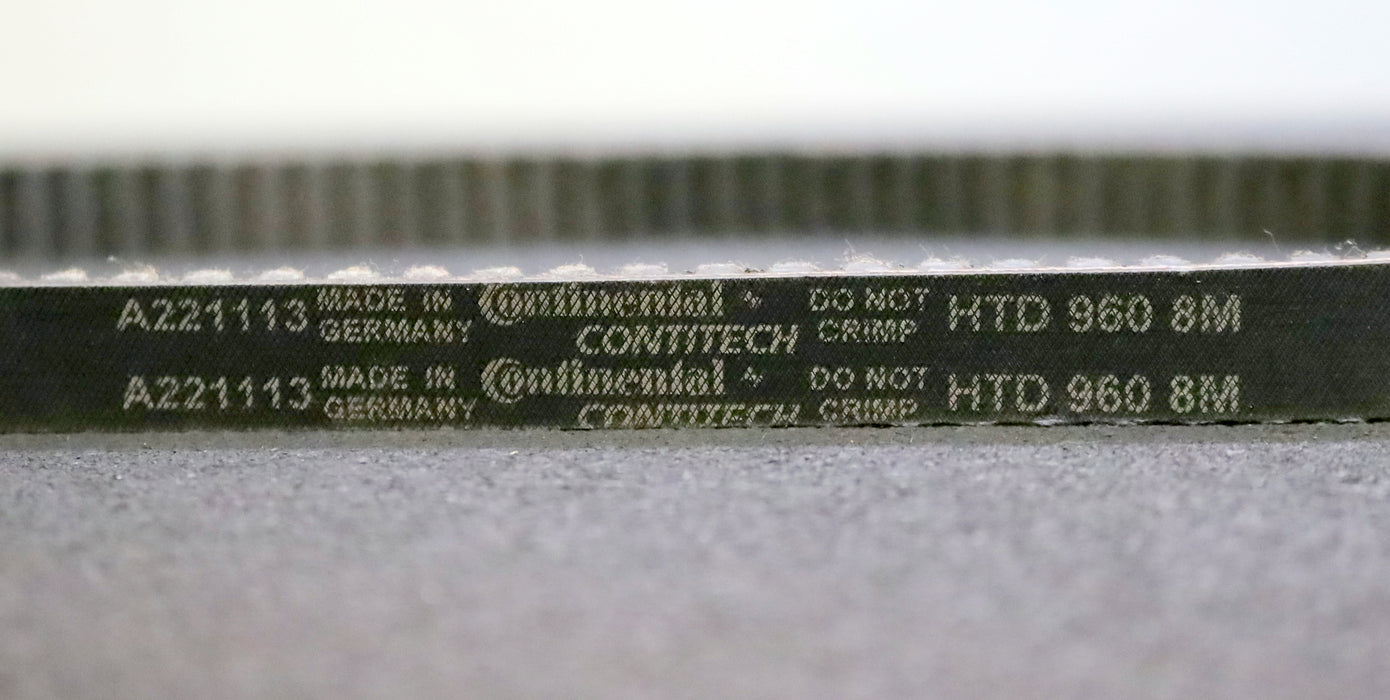 A221113 MADE IN GERMANY Continental CONTITECH DO NOT CRIMP HTD 960 8M
A221113 MADE IN GERMANY Continental CONTITECH DO NOT CRIMP HTD 960 8M